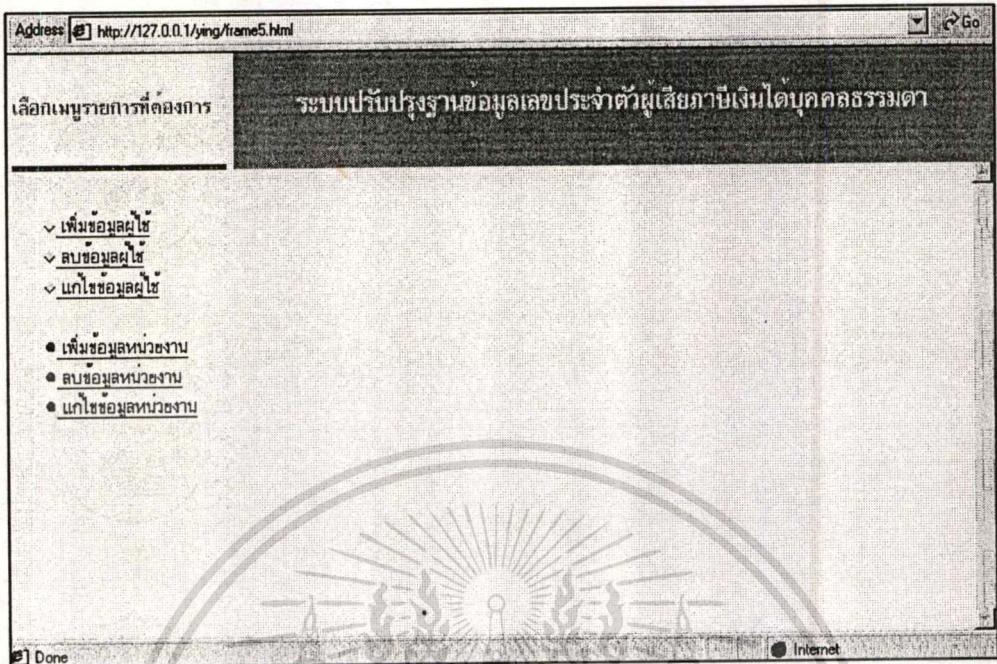 Address http://127.0.0.1/ying/frame5.html Go
เลือกเมนูรายการที่ต้องการ
ระบบปรับปรุงฐานข้อมูลเลขประจำตัวผู้เสียภาษีเงินได้บุคคลธรรมดา
เพิ่มข้อมูลผู้ใช้
ลบข้อมูลผู้ใช้
แก้ไขข้อมูลผู้ใช้
เพิ่มข้อมูลหน่วยงาน
ลบข้อมูลหน่วยงาน
แก้ไขข้อมูลหน่วยงาน
Done Internet